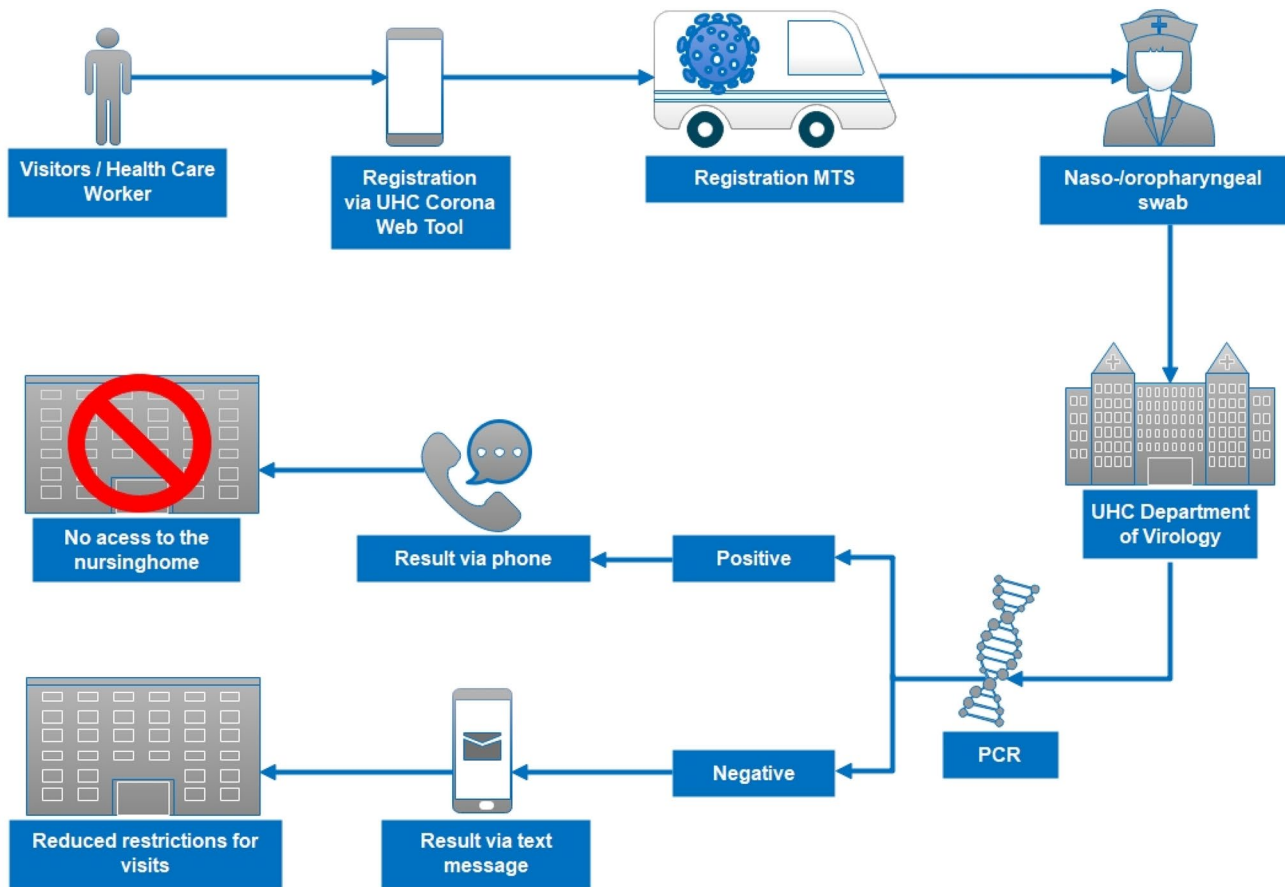 Visitors / Health Care
Worker
Registration
via UHC Corona
Web Tool
Registration MTS
Naso-/oropharyngeal
swab
UHC Department
of Virology
No acess to the
nursinghome
Result via phone
Positive
PCR
Negative
Result via text
message
Reduced restrictions for
visits